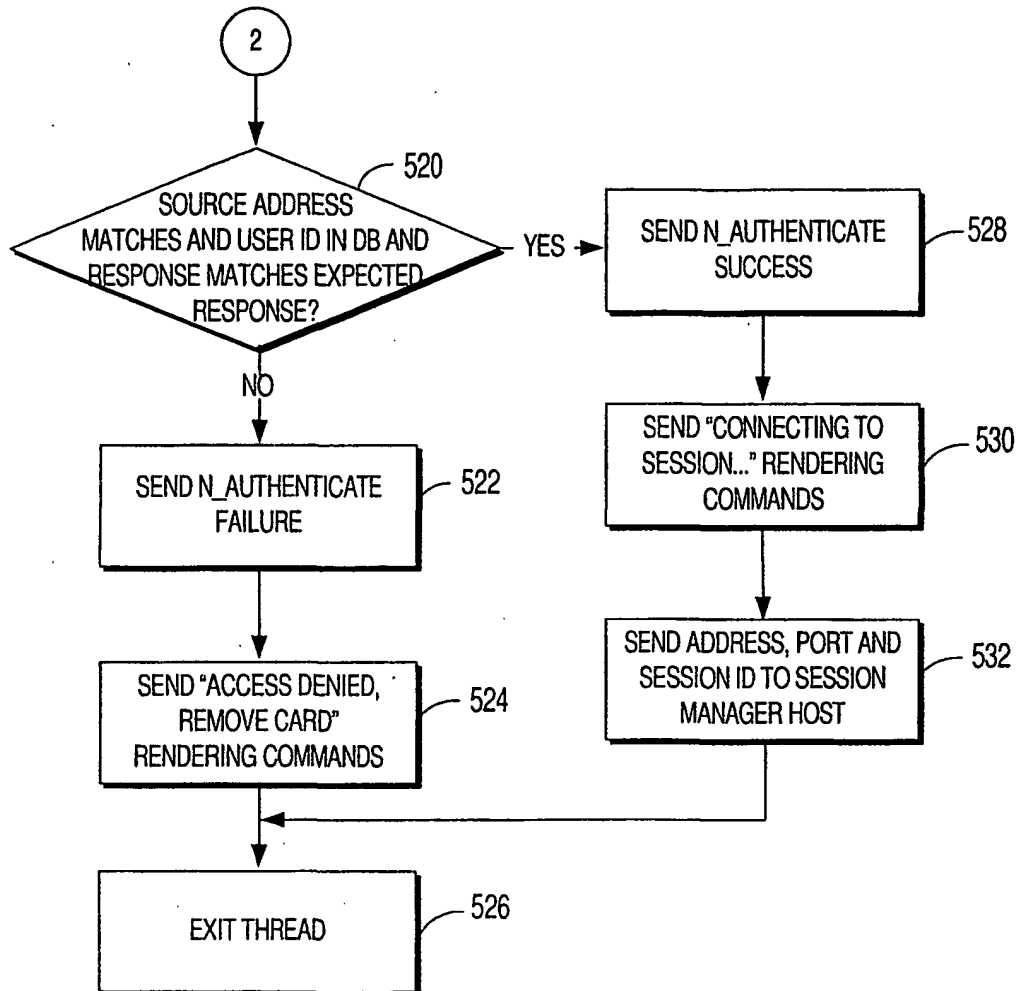 2
520
SOURCE ADDRESS
MATCHES AND USER ID IN DB AND
RESPONSE MATCHES EXPECTED
RESPONSE?
YES
SEND N_AUTHENTICATE
SUCCESS
528
NO
SEND "CONNECTING TO
SESSION..." RENDERING
COMMANDS
530
SEND N_AUTHENTICATE
FAILURE
522
SEND ADDRESS, PORT AND
SESSION ID TO SESSION
MANAGER HOST
532
SEND "ACCESS DENIED,
REMOVE CARD"
RENDERING COMMANDS
524
EXIT THREAD
526